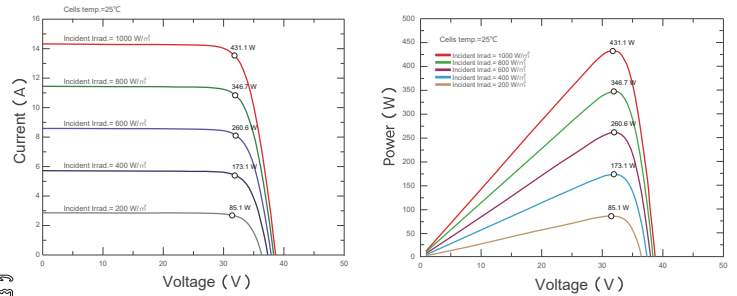 Cells temp.=25℃
16
14
12
10
8
6
4
2
0
Current（A）
Incident Irrad.= 1000 W/㎡
431.1 W
Incident Irrad.= 800 W/㎡
346.7 W
Incident Irrad.= 600 W/㎡
260.6 W
Incident Irrad.= 400 W/㎡
173.1 W
Incident Irrad.= 200 W/㎡
85.1 W
0 10 20 30 40 50
Voltage（V）
500
450
400
350
300
250
200
150
100
50
0
Power（W）
Cells temp.=25℃
Incident Irrad.= 1000 W/㎡
Incident Irrad.= 800 W/㎡
Incident Irrad.= 600 W/㎡
Incident Irrad.= 400 W/㎡
Incident Irrad.= 200 W/㎡
431.1 W
346.7 W
260.6 W
173.1 W
85.1 W
0 10 20 30 40 50
Voltage（V）